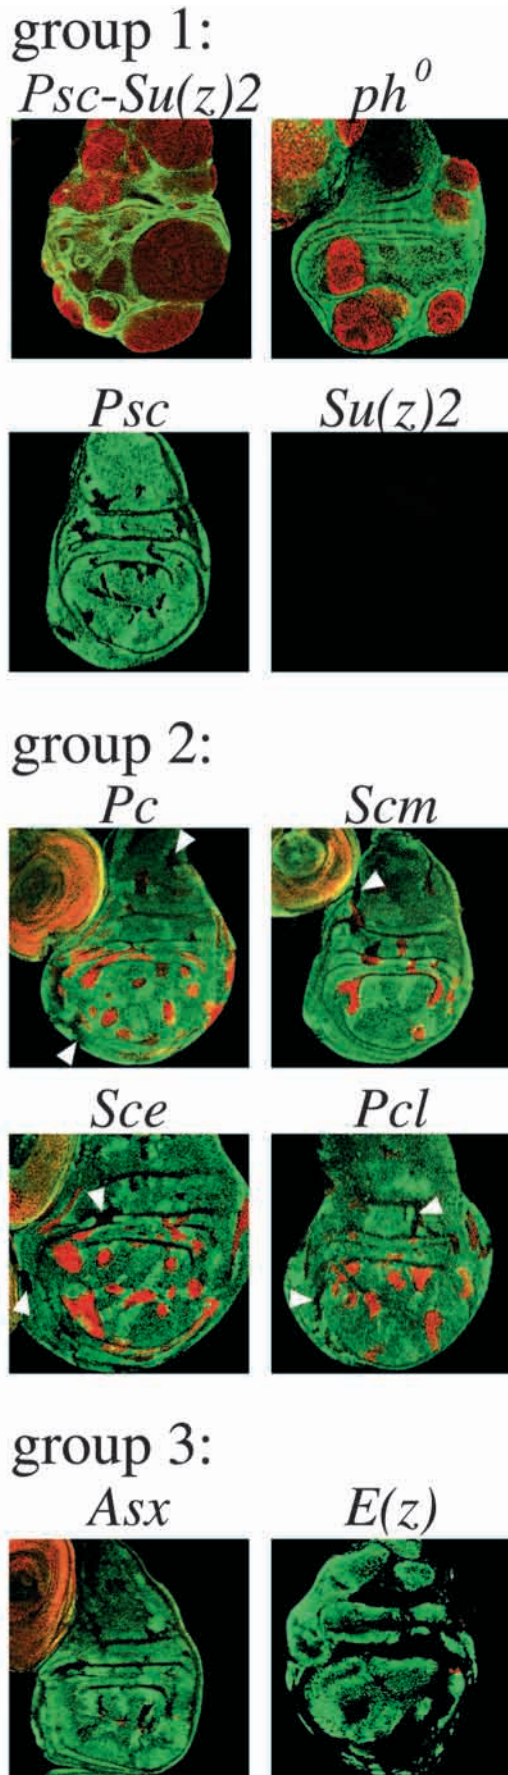 group 1:
Psc-Su(z)2 ph⁰
Psc Su(z)2
group 2:
Pc Scm
Sce Pcl
group 3:
Asx E(z)